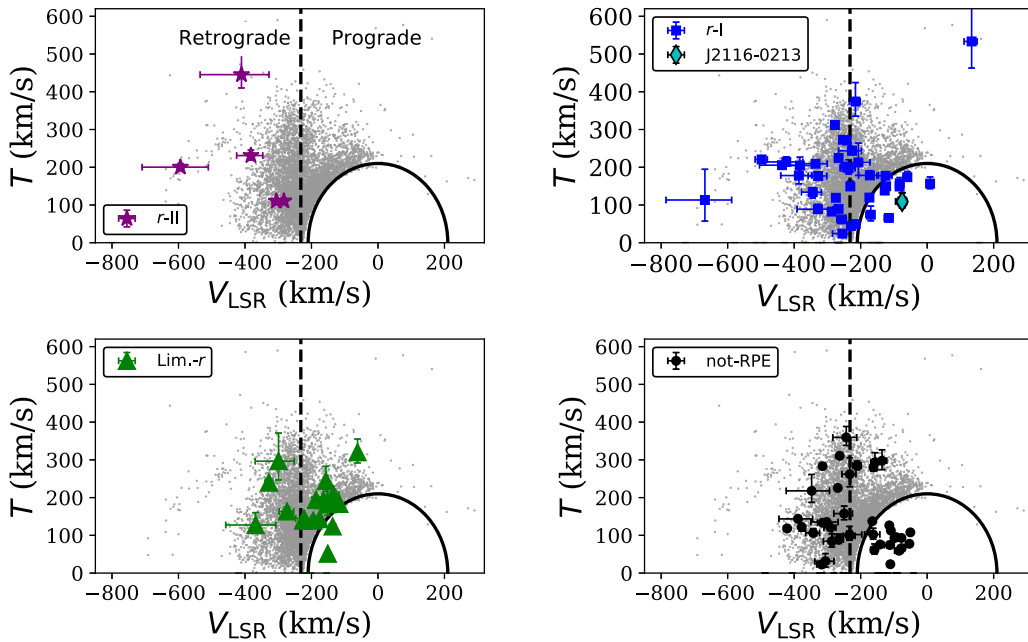 600
500
400
300
200
100
0
T (km/s)
Retrograde Prograde
r-II
−800 −600 −400 −200 0 200
V_LSR (km/s)
600
500
400
300
200
100
0
T (km/s)
r-I
J2116-0213
−800 −600 −400 −200 0 200
V_LSR (km/s)
600
500
400
300
200
100
0
T (km/s)
Lim.-r
−800 −600 −400 −200 0 200
V_LSR (km/s)
600
500
400
300
200
100
0
T (km/s)
not-RPE
−800 −600 −400 −200 0 200
V_LSR (km/s)